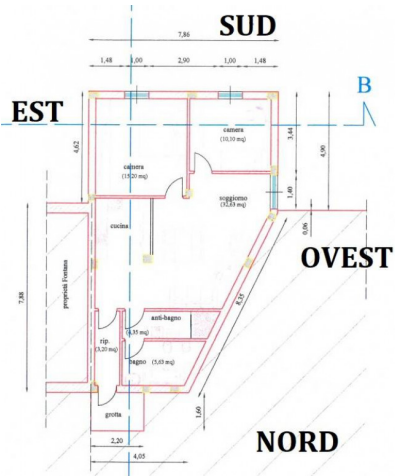 SUD
7,86
1,48
1,00
2,90
1,00
1,48
B
EST
4,62
3,44
4,90
camera
(10,10 mq)
camera
(15,20 mq)
1,40
soggiorno
(32,63 mq)
cucina
0,06
OVEST
proprietà Fontana
7,88
8,35
anti-bagno
(4,35 mq)
rip.
(3,20 mq)
bagno (5,63 mq)
grotta
1,60
2,20
4,05
NORD